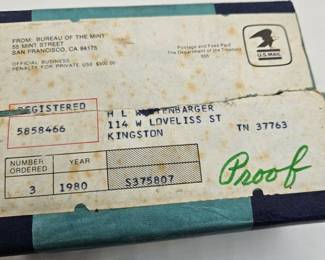 FROM: BUREAU OF THE MINT
55 MINT STREET
SAN FRANCISCO, CA 94175
OFFICIAL BUSINESS
PENALTY FOR PRIVATE USE $300.00
Postage and Fees Paid
The Department of the Treasury
U.S. MAIL
REGISTERED
5858466
H L
114 W LOVELISS ST
KINGSTON TN 37763
NUMBER ORDERED YEAR
3 1980 S375807
Proof